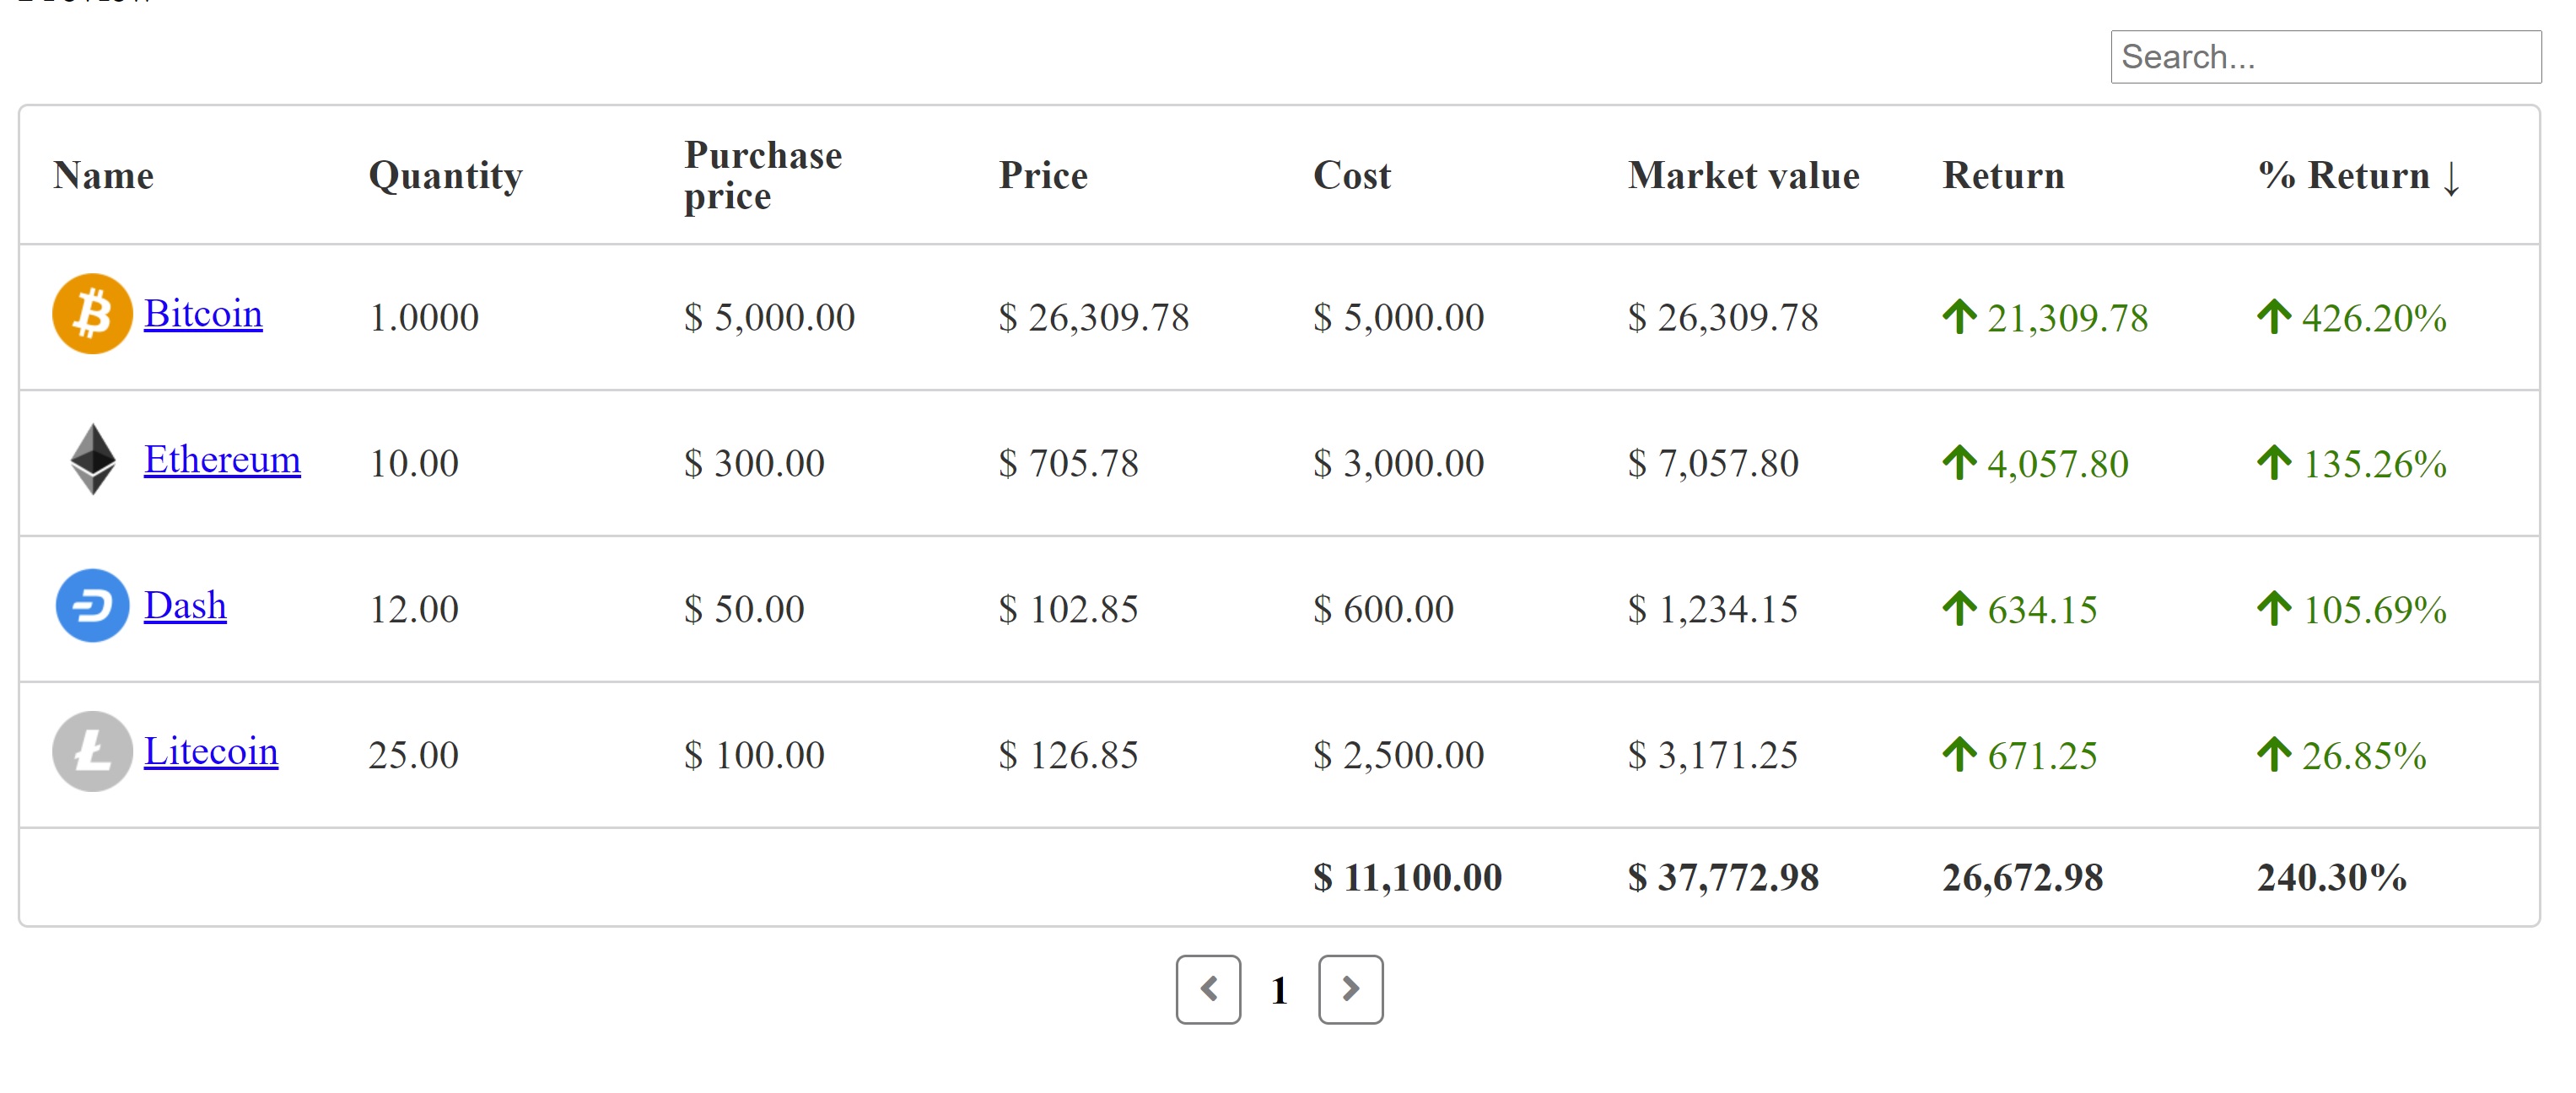 Search...
Name Quantity Purchase price Price Cost Market value Return % Return ↓
Bitcoin 1.0000 $ 5,000.00 $ 26,309.78 $ 5,000.00 $ 26,309.78 ↑ 21,309.78 ↑ 426.20%
Ethereum 10.00 $ 300.00 $ 705.78 $ 3,000.00 $ 7,057.80 ↑ 4,057.80 ↑ 135.26%
Dash 12.00 $ 50.00 $ 102.85 $ 600.00 $ 1,234.15 ↑ 634.15 ↑ 105.69%
Litecoin 25.00 $ 100.00 $ 126.85 $ 2,500.00 $ 3,171.25 ↑ 671.25 ↑ 26.85%
$ 11,100.00 $ 37,772.98 26,672.98 240.30%
1